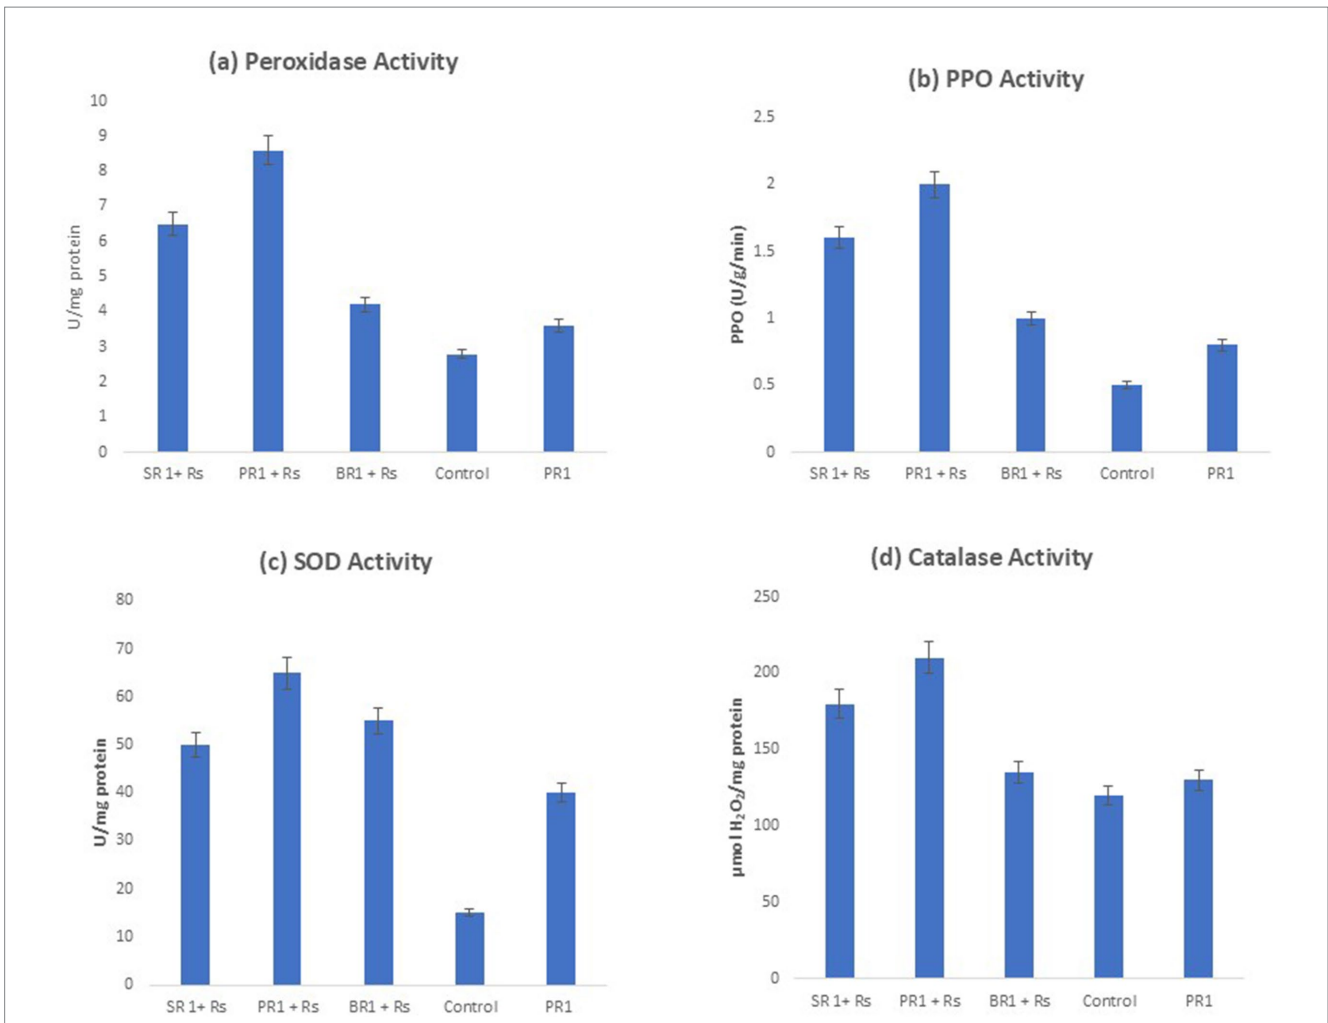 (a) Peroxidase Activity
U/mg protein
10
9
8
7
6
5
4
3
2
1
0
SR 1+ Rs PR1 + Rs BR1 + Rs Control PR1
(b) PPO Activity
PPO (U/g/min)
2.5
2
1.5
1
0.5
0
SR 1+ Rs PR1 + Rs BR1 + Rs Control PR1
(c) SOD Activity
U/mg protein
80
70
60
50
40
30
20
10
0
SR 1+ Rs PR1 + Rs BR1 + Rs Control PR1
(d) Catalase Activity
µmol H₂O₂/mg protein
250
200
150
100
50
0
SR 1+ Rs PR1 + Rs BR1 + Rs Control PR1